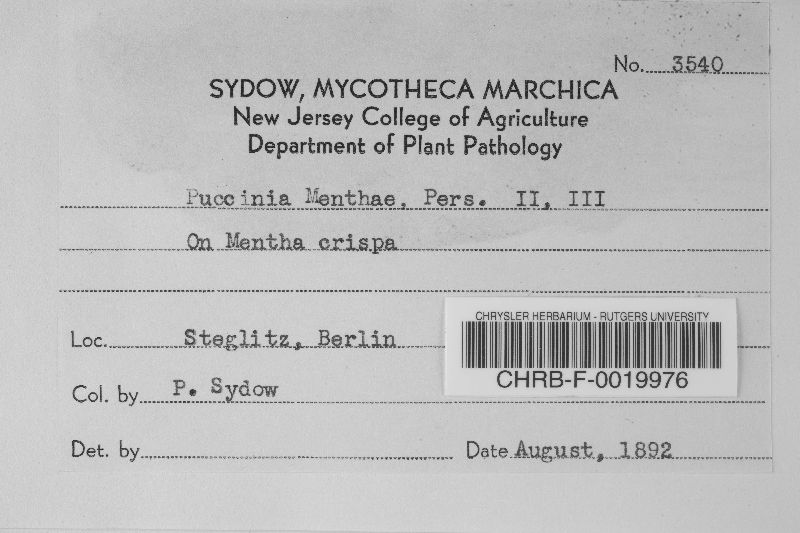 No. 3540
SYDOW, MYCOTHECA MARCHICA
New Jersey College of Agriculture
Department of Plant Pathology
Puccinia Menthae, Pers. II, III
On Mentha crispa
Loc. Steglitz, Berlin
CHRYSLER HERBARIUM - RUTGERS UNIVERSITY
CHRB-F-0019976
Col. by P. Sydow
Det. by
Date August, 1892